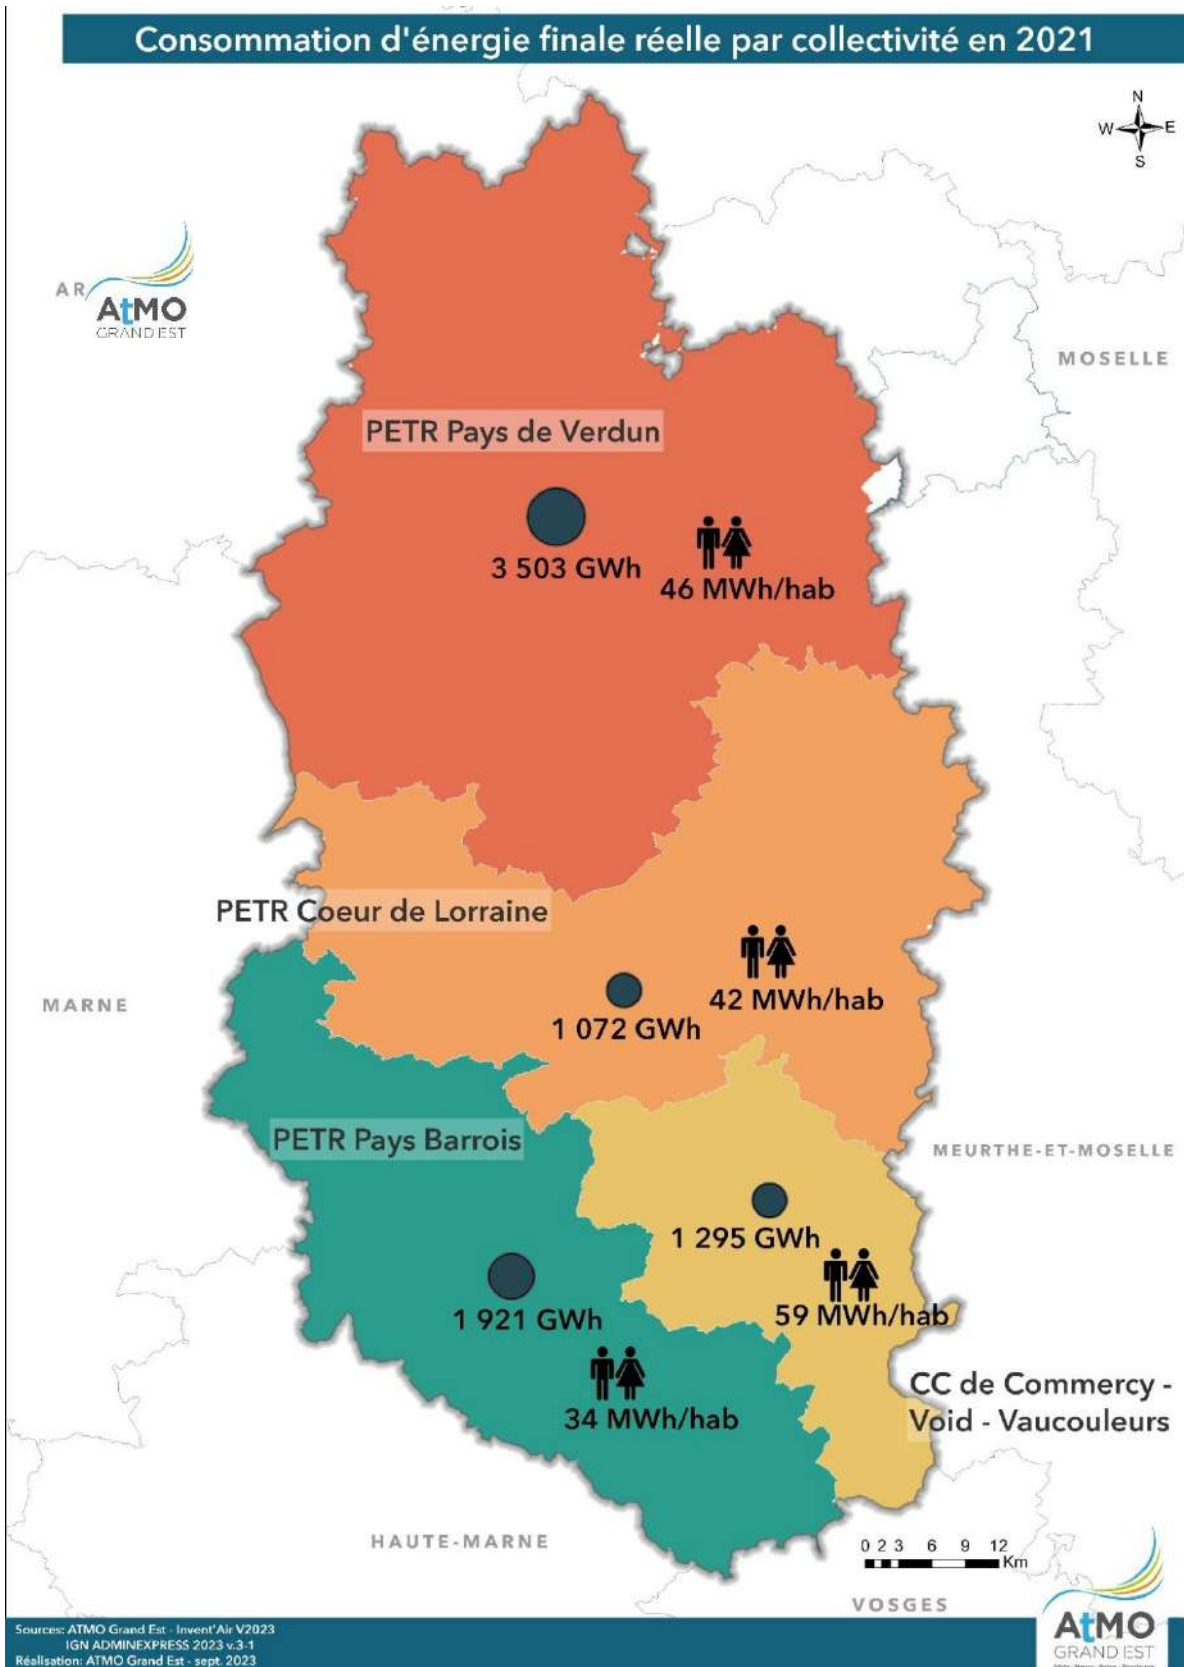 Consommation d'énergie finale réelle par collectivité en 2021
N
W E
S
AR
AtMO
GRAND EST
MOSELLE
PETR Pays de Verdun
3 503 GWh
46 MWh/hab
PETR Coeur de Lorraine
42 MWh/hab
MARNE
1 072 GWh
PETR Pays Barrois
MEURTHE-ET-MOSELLE
1 295 GWh
59 MWh/hab
1 921 GWh
34 MWh/hab
CC de Commercy -
Void - Vaucouleurs
HAUTE-MARNE
0 2 3 6 9 12
Km
VOSGES
Sources: ATMO Grand Est - Invent'Air V2023
IGN ADMINEXPRESS 2023 v.3-1
Réalisation: ATMO Grand Est - sept. 2023
AtMO
GRAND EST